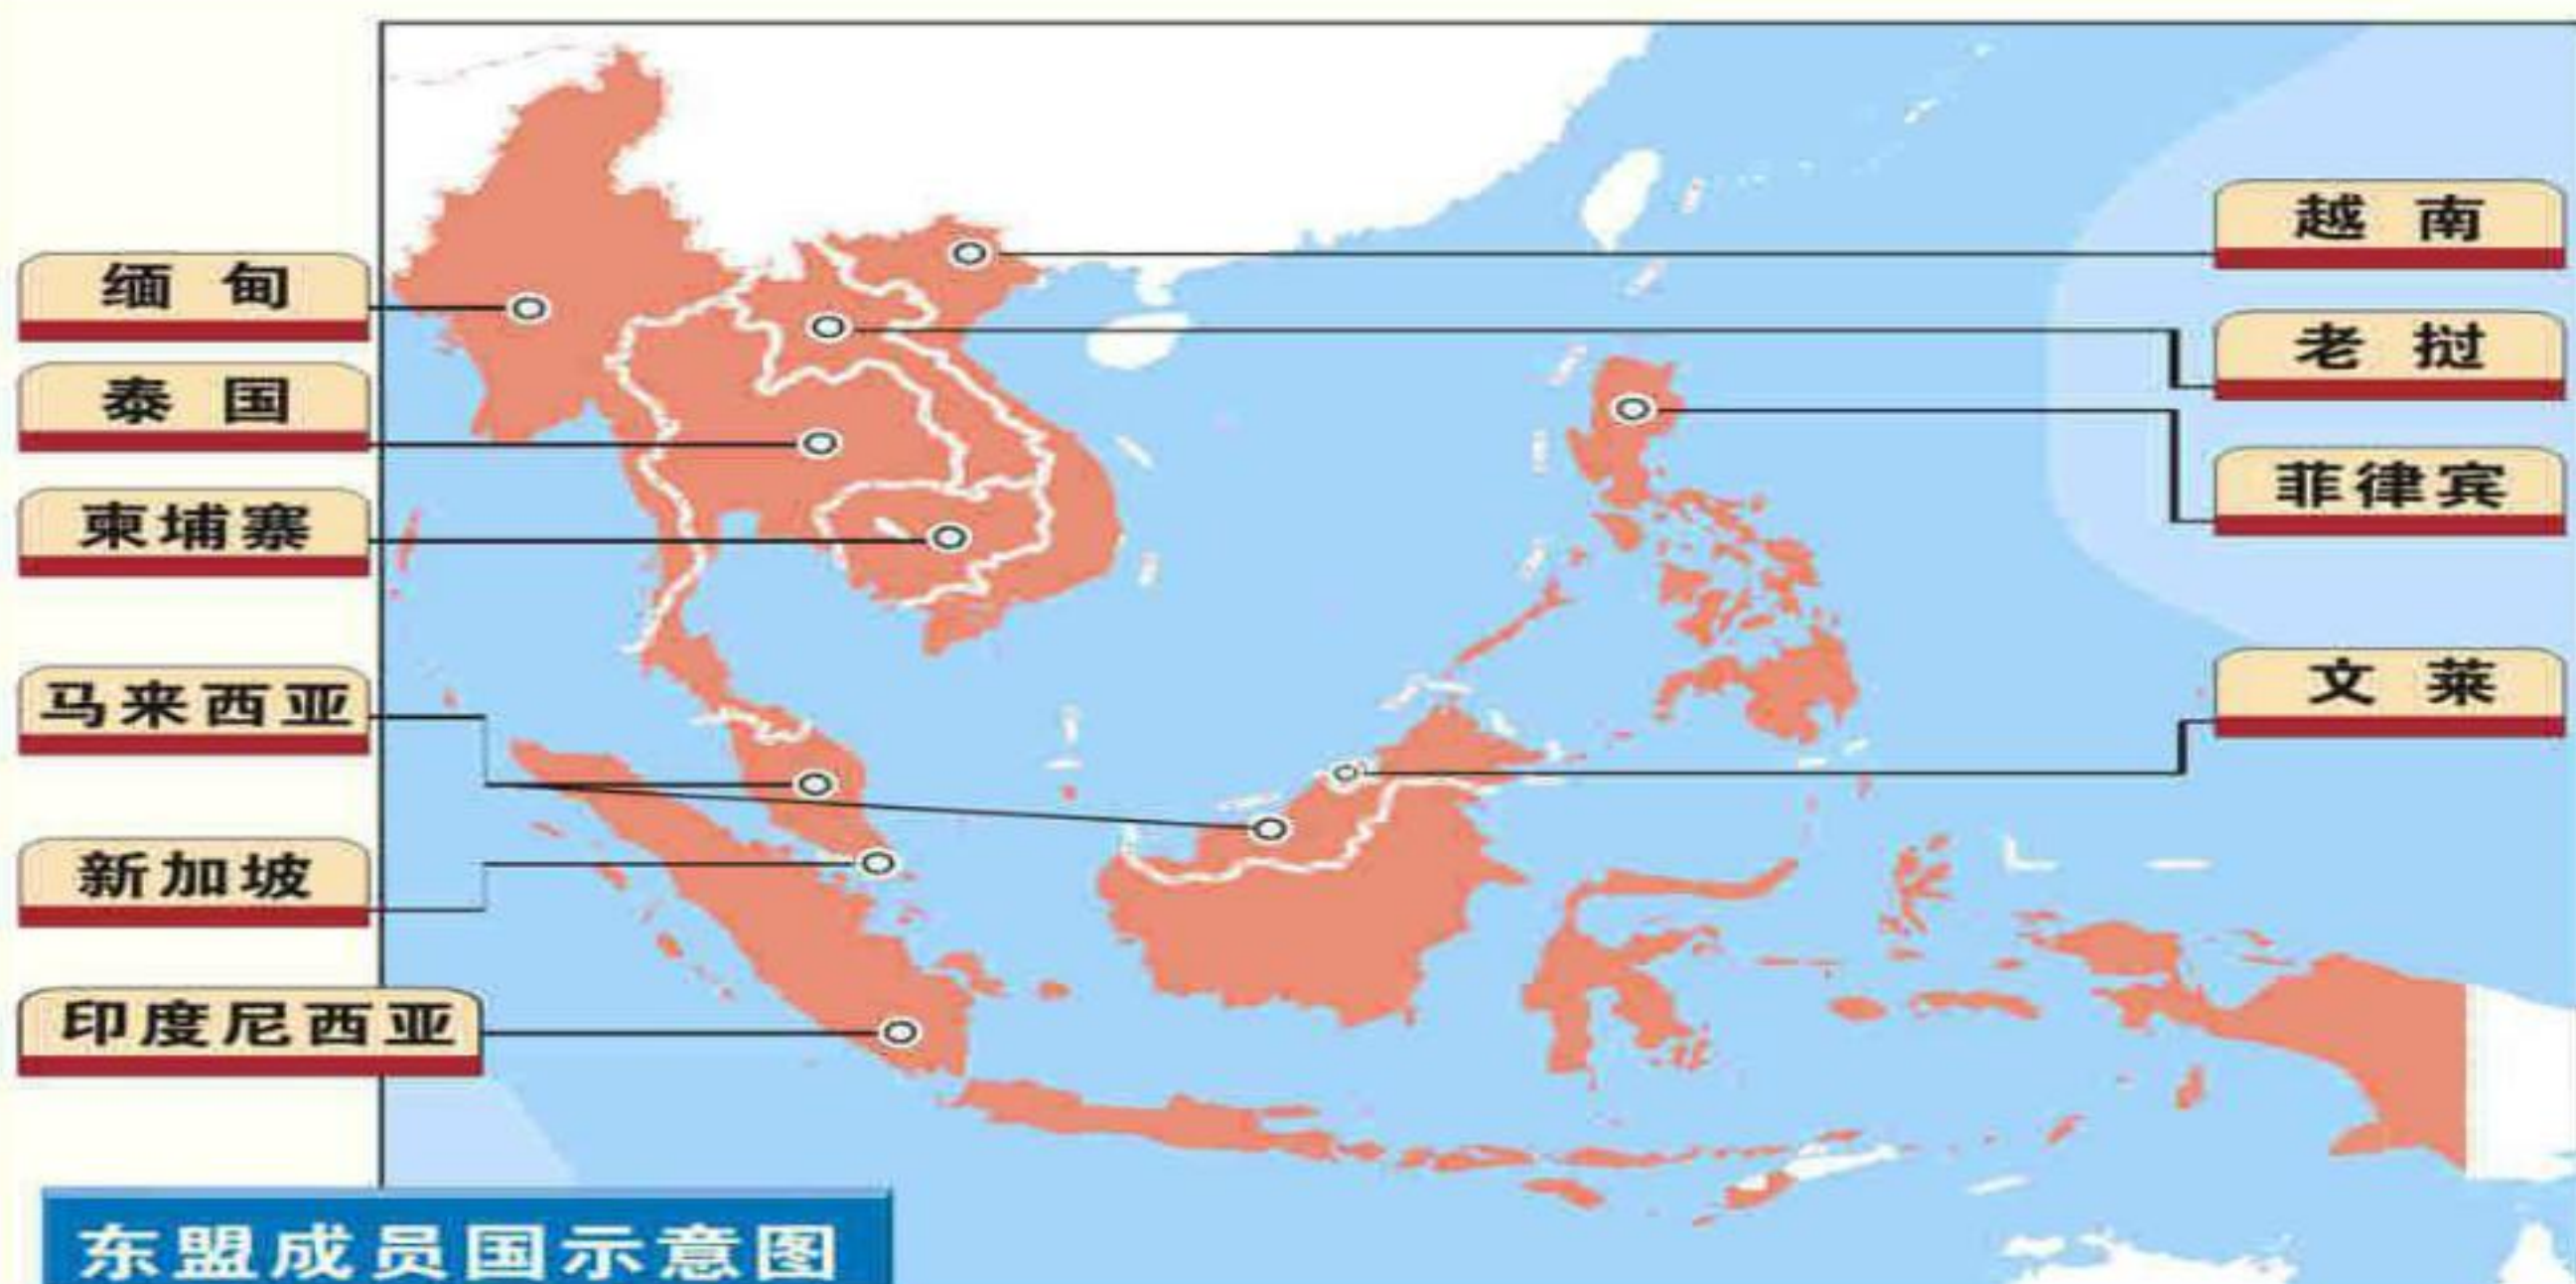 缅甸
泰国
柬埔寨
马来西亚
新加坡
印度尼西亚
越南
老挝
菲律宾
文莱
东盟成员国示意图